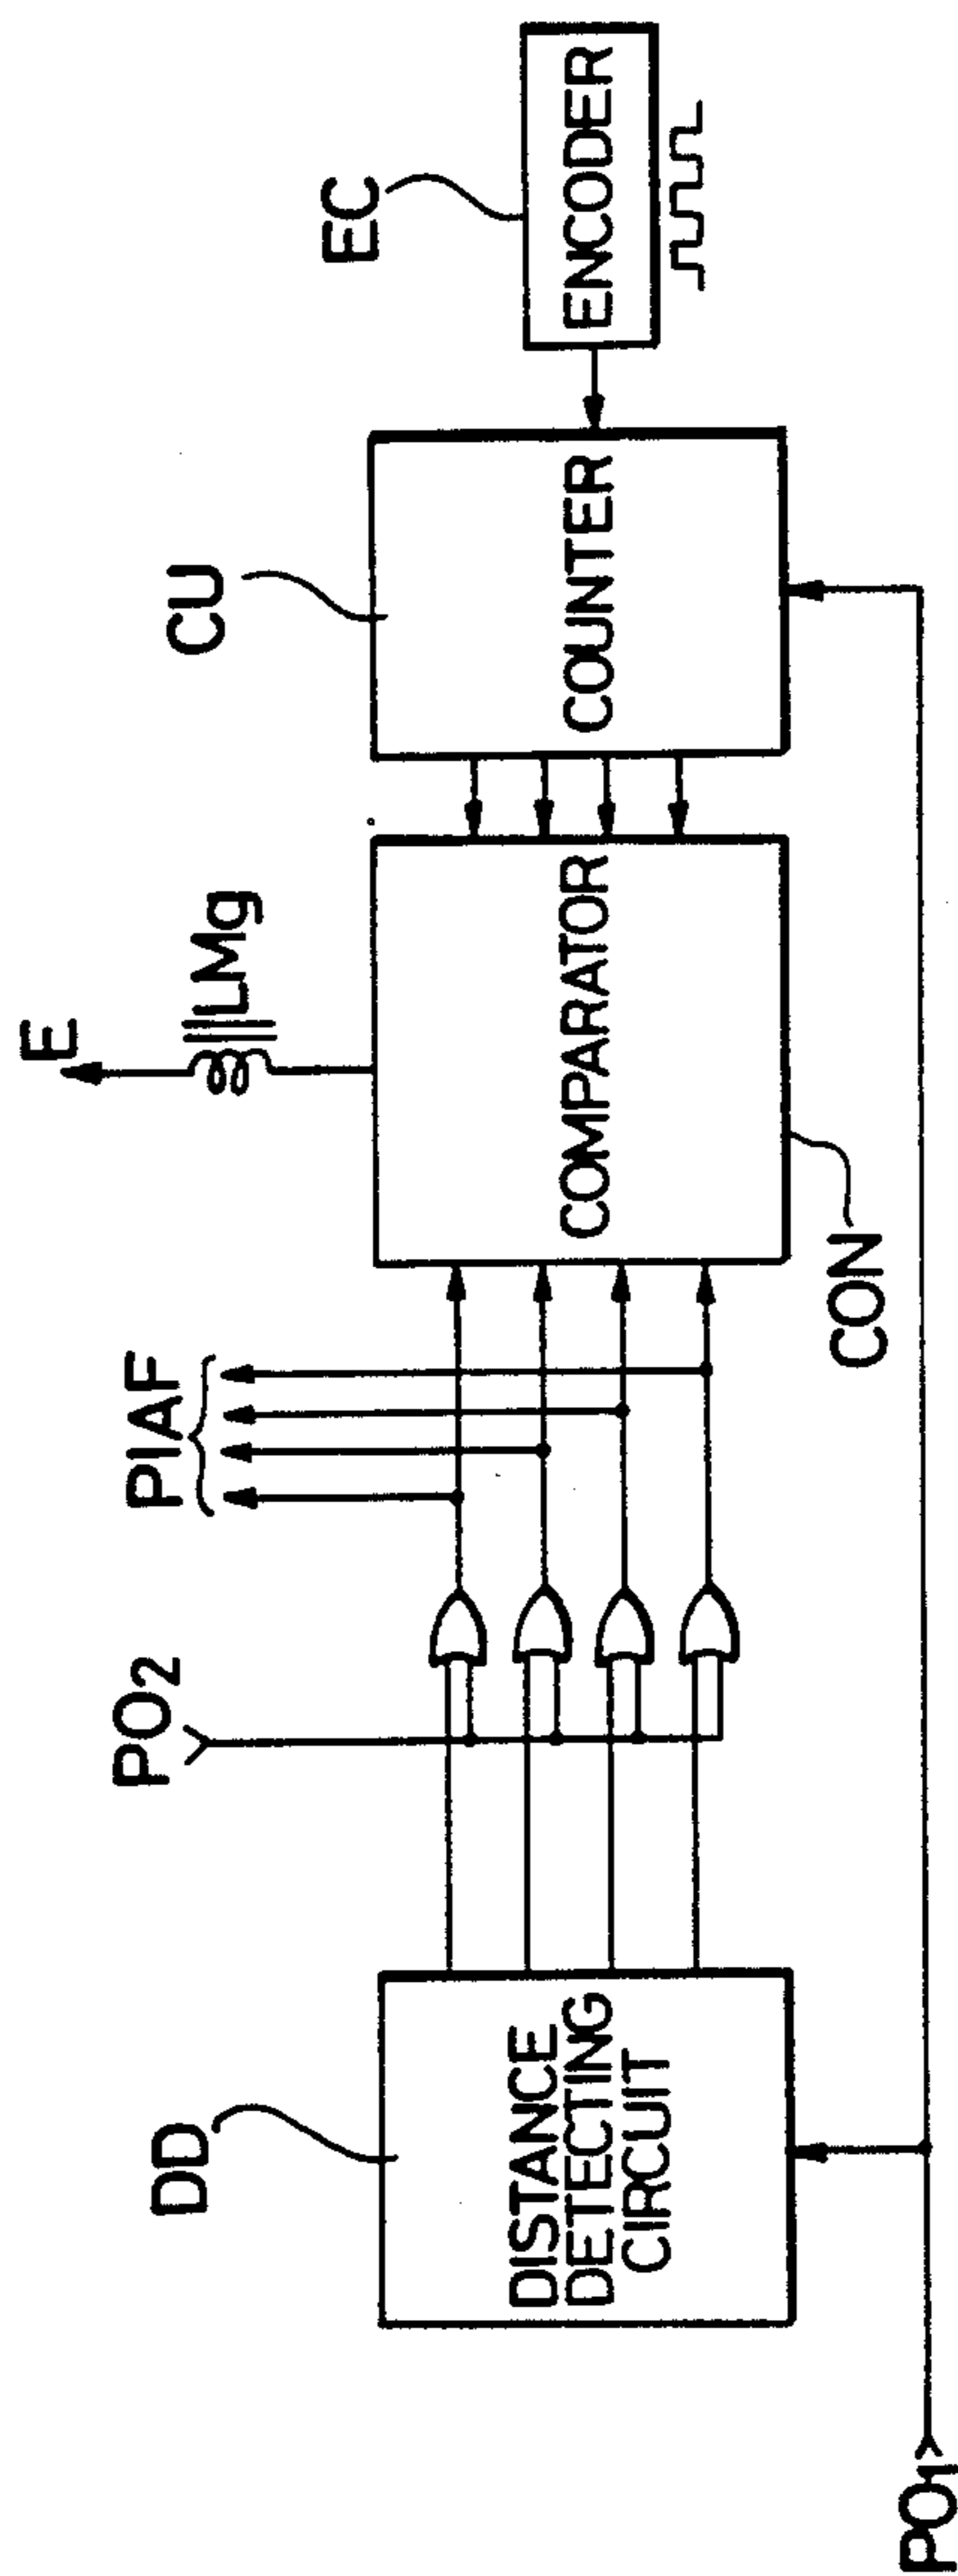 E
LMg
PIAF
PO2
DD
CU
EC
DISTANCE
DETECTING
CIRCUIT
COMPARATOR
COUNTER
ENCODER
CON
PO1